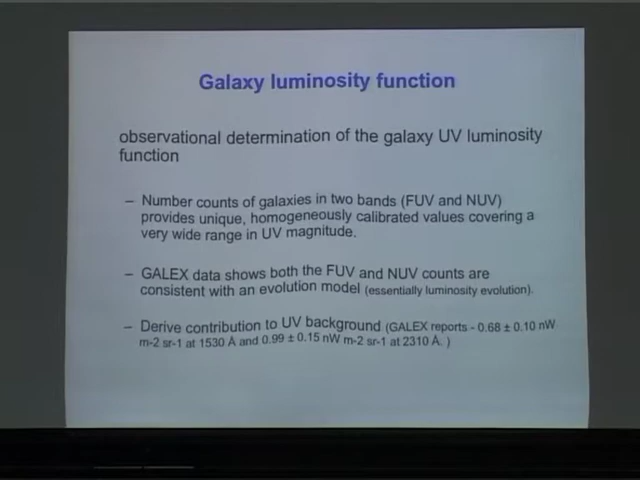 Galaxy luminosity function
observational determination of the galaxy UV luminosity
function
– Number counts of galaxies in two bands (FUV and NUV)
provides unique, homogeneously calibrated values covering a
very wide range in UV magnitude.
– GALEX data shows both the FUV and NUV counts are
consistent with an evolution model (essentially luminosity evolution).
– Derive contribution to UV background (GALEX reports - 0.68 ± 0.10 nW
m-2 sr-1 at 1530 Å and 0.99 ± 0.15 nW m-2 sr-1 at 2310 Å. )